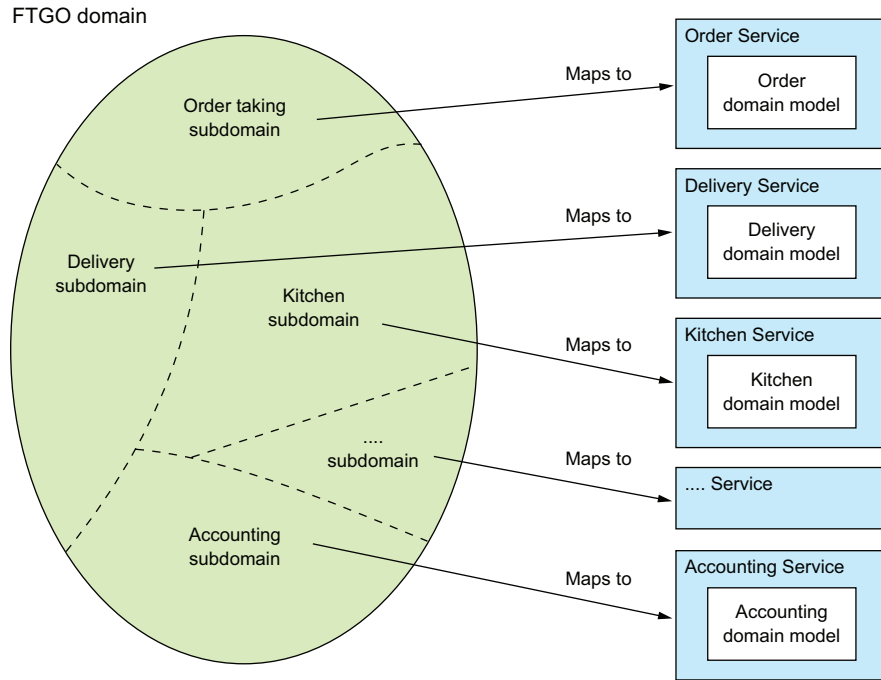 FTGO domain
Order taking
subdomain
Maps to
Order Service
Order
domain model
Delivery
subdomain
Maps to
Delivery Service
Delivery
domain model
Kitchen
subdomain
Maps to
Kitchen Service
Kitchen
domain model
....
subdomain
Maps to
.... Service
Accounting
subdomain
Maps to
Accounting Service
Accounting
domain model